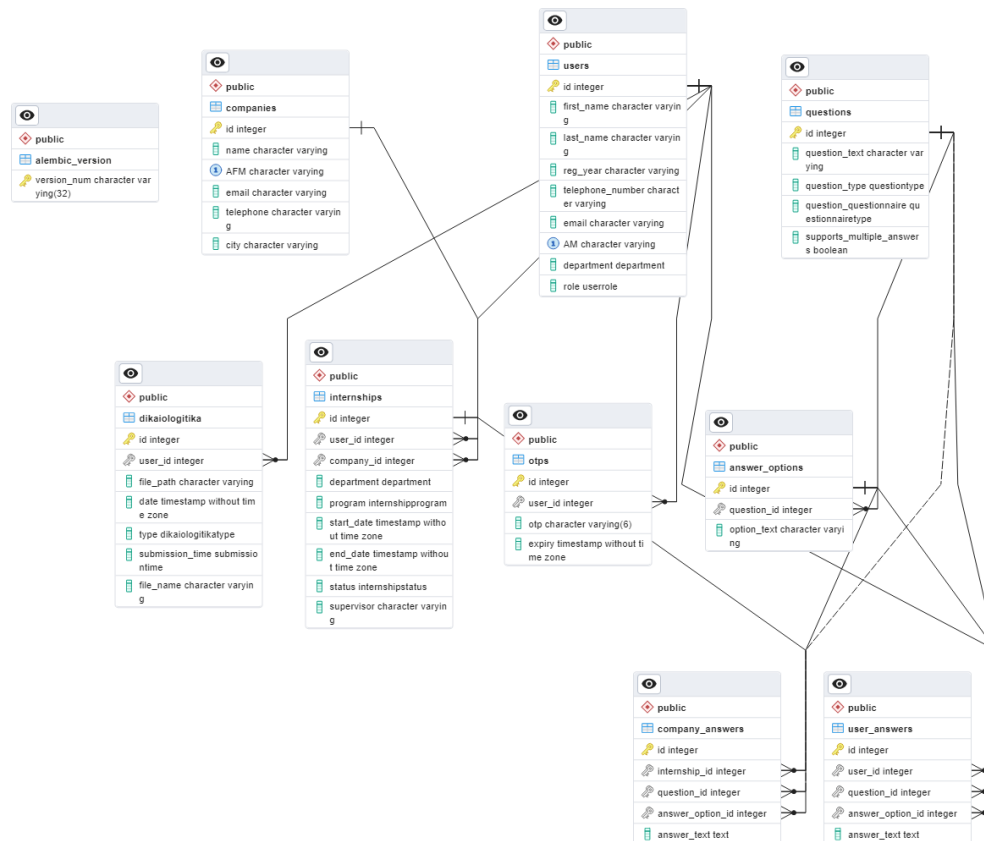 public
alembic_version
version_num character var
ying(32)
public
companies
id integer
name character varying
AFM character varying
email character varying
telephone character varyin
g
city character varying
public
users
id integer
first_name character varyin
g
last_name character varyin
g
reg_year character varying
telephone_number charact
er varying
email character varying
AM character varying
department department
role userrole
public
questions
id integer
question_text character var
ying
question_type questiontype
question_questionnaire qu
estionnairetype
supports_multiple_answer
s boolean
public
dikaiologitika
id integer
user_id integer
file_path character varying
date timestamp without tim
e zone
type dikaiologitikatype
submission_time submissio
ntime
file_name character varyin
g
public
internships
id integer
user_id integer
company_id integer
department department
program internshipprogram
start_date timestamp witho
ut time zone
end_date timestamp withou
t time zone
status internshipstatus
supervisor character varyin
g
public
otps
id integer
user_id integer
otp character varying(6)
expiry timestamp without ti
me zone
public
answer_options
id integer
question_id integer
option_text character varyi
ng
public
company_answers
id integer
internship_id integer
question_id integer
answer_option_id integer
answer_text text
public
user_answers
id integer
user_id integer
question_id integer
answer_option_id integer
answer_text text